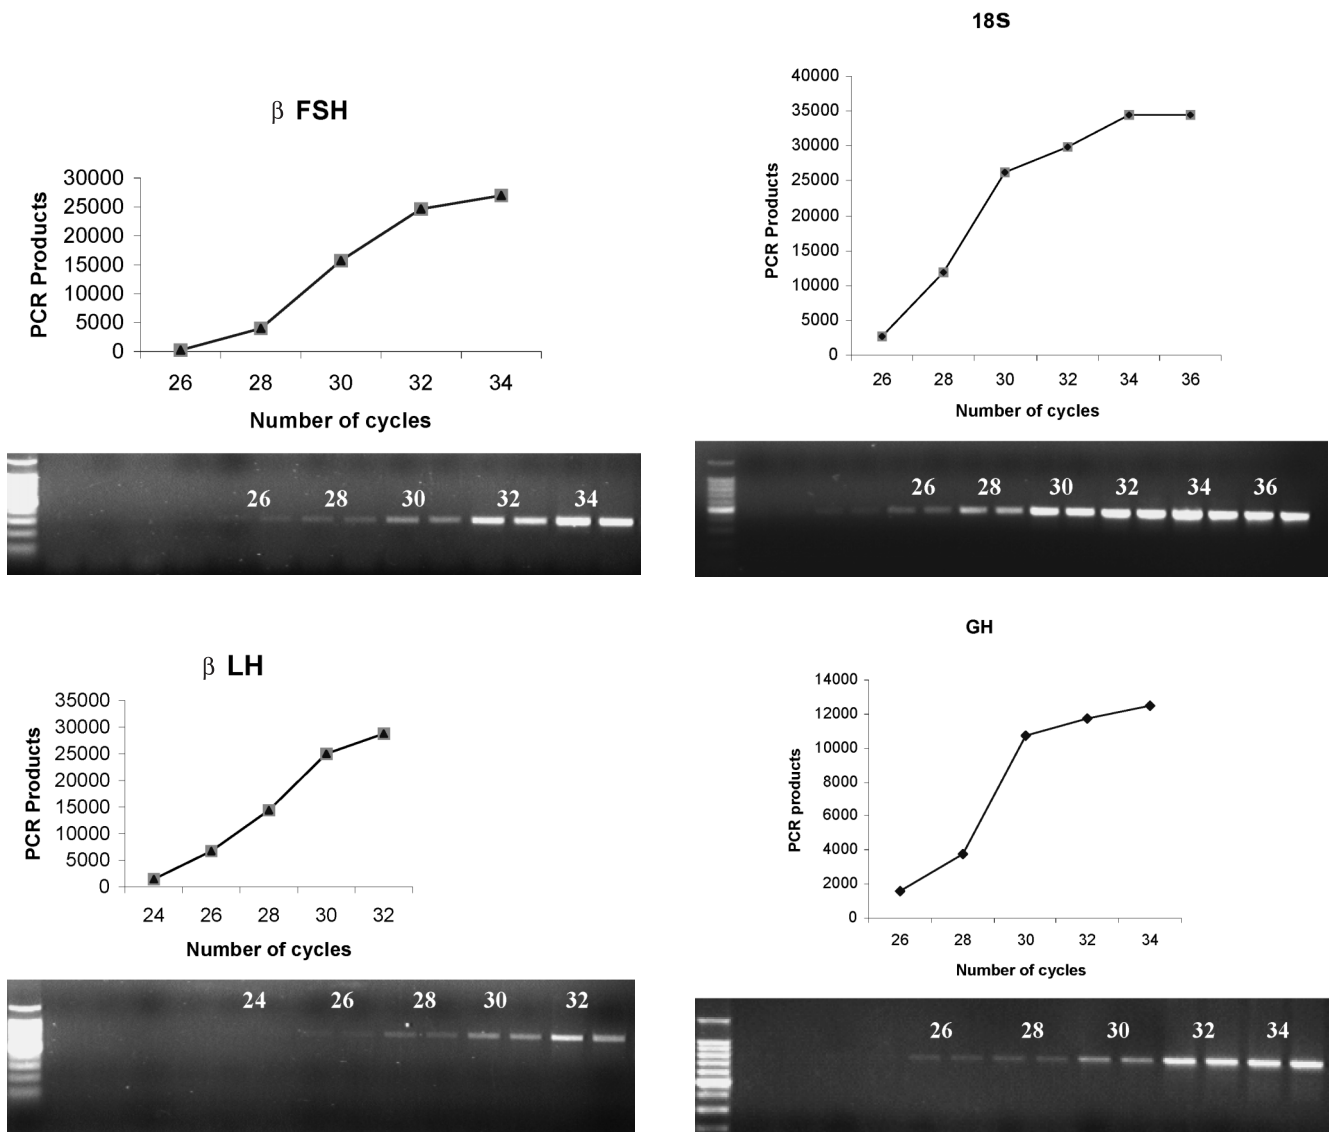 β FSH
30000
25000
20000
15000
10000
5000
0
PCR Products
26 28 30 32 34
Number of cycles
26 28 30 32 34
18S
40000
35000
30000
25000
20000
15000
10000
5000
0
PCR Products
26 28 30 32 34 36
Number of cycles
26 28 30 32 34 36
β LH
35000
30000
25000
20000
15000
10000
5000
0
PCR Products
24 26 28 30 32
Number of cycles
24 26 28 30 32
GH
14000
12000
10000
8000
6000
4000
2000
0
PCR products
26 28 30 32 34
Number of cycles
26 28 30 32 34